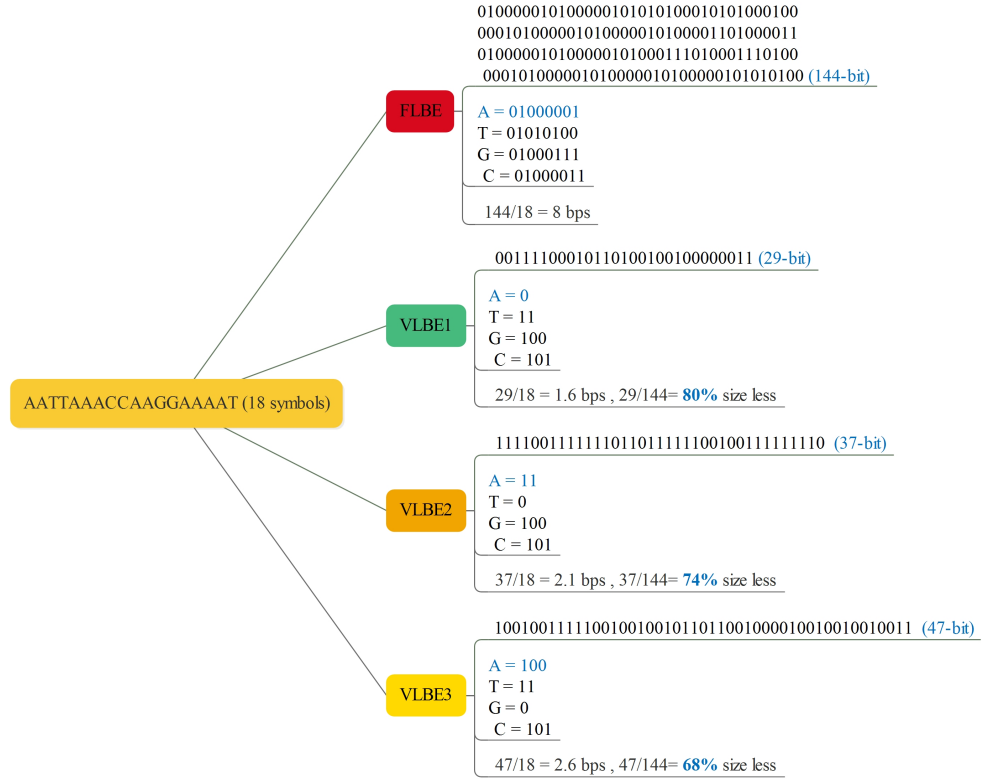 010000010100000101010100010101000100
000101000001010000010100001101000011
010000010100000101000111010001110100
000101000001010000010100000101010100 (144-bit)
FLBE
A = 01000001
T = 01010100
G = 01000111
C = 01000011
144/18 = 8 bps
00111100010110100100100000011 (29-bit)
VLBE1
A = 0
T = 11
G = 100
C = 101
29/18 = 1.6 bps , 29/144= 80% size less
AATTAAACCAAGGAAAAT (18 symbols)
1111001111111011011111100100111111110 (37-bit)
VLBE2
A = 11
T = 0
G = 100
C = 101
37/18 = 2.1 bps , 37/144= 74% size less
10010011111001001001011011001000010010010010011 (47-bit)
VLBE3
A = 100
T = 11
G = 0
C = 101
47/18 = 2.6 bps , 47/144= 68% size less